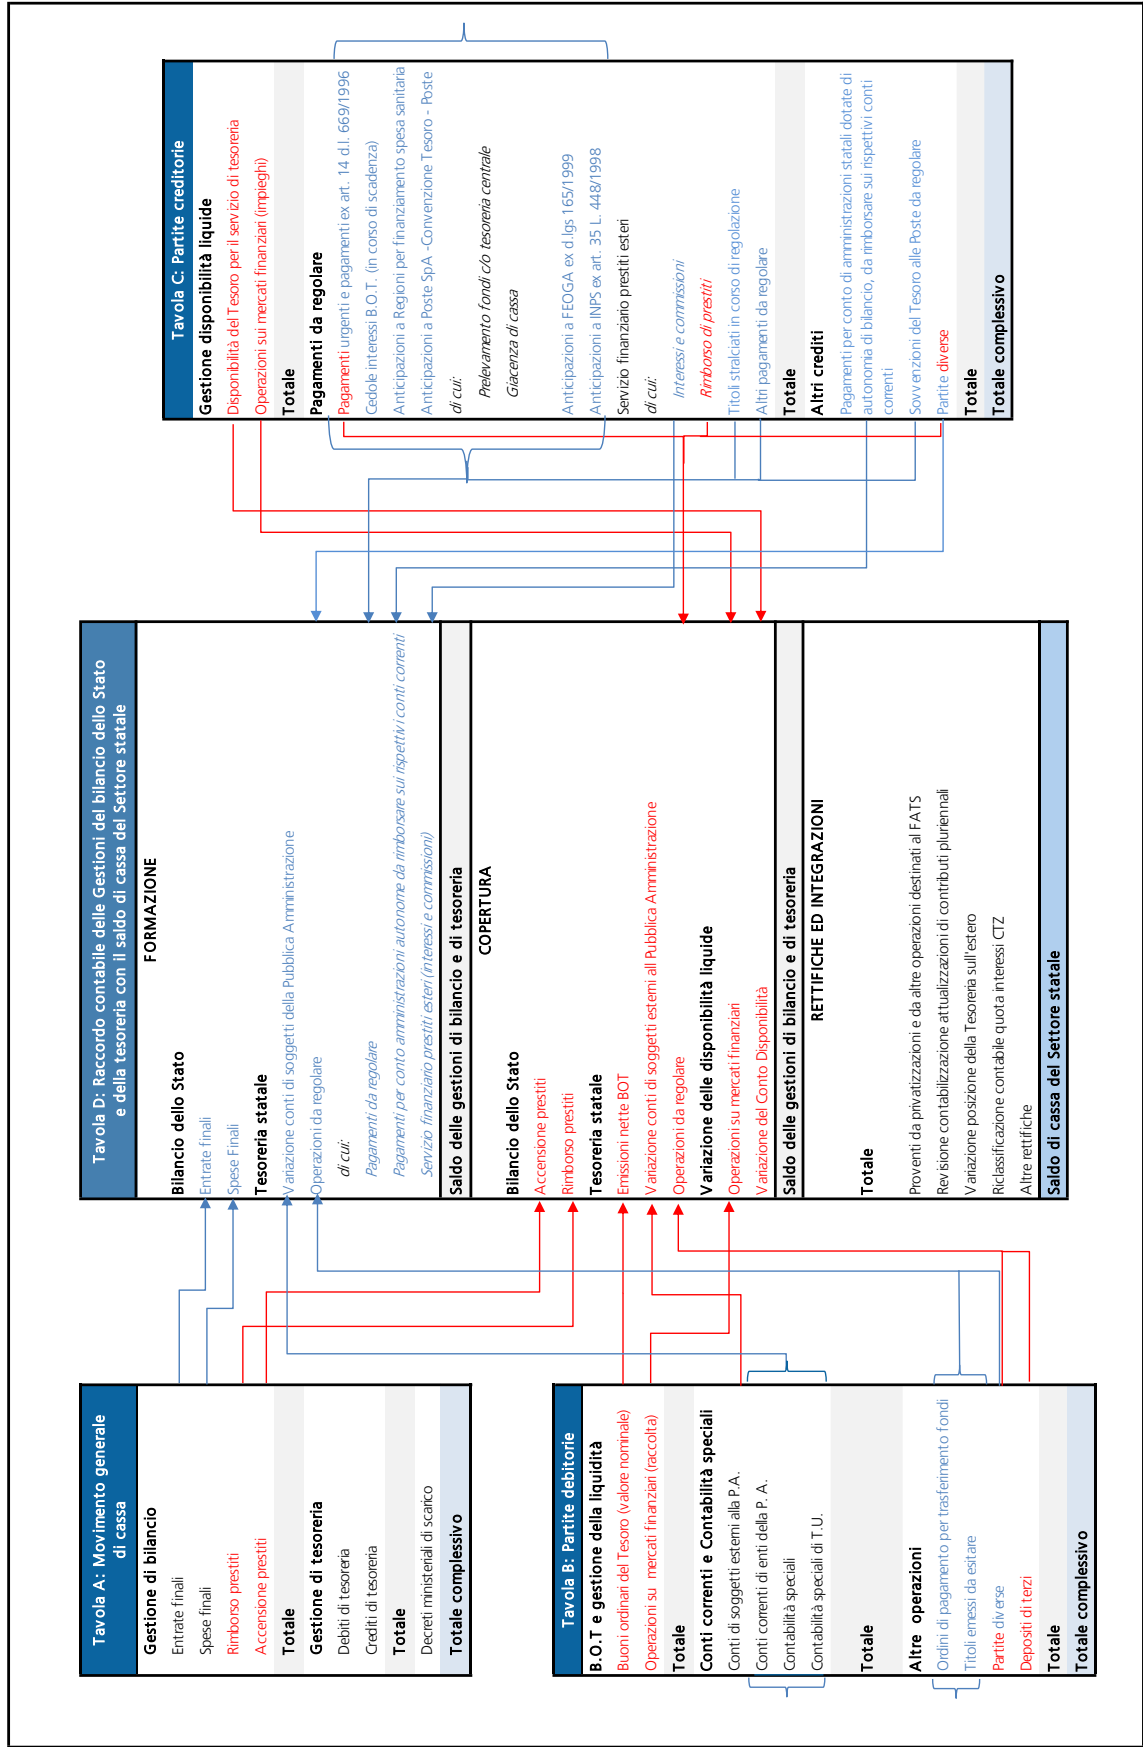 Tavola A: Movimento generale
di cassa
Gestione di bilancio
Entrate finali
Spese finali
Rimborso prestiti
Accensione prestiti
Totale
Gestione di tesoreria
Debiti di tesoreria
Crediti di tesoreria
Totale
Decreti ministeriali di scarico
Totale complessivo
Tavola B: Partite debitorie
B.O.T e gestione della liquidità
Buoni ordinari del Tesoro (valore nominale)
Operazioni su mercati finanziari (raccolta)
Totale
Conti correnti e Contabilità speciali
Conti di soggetti esterni alla P.A.
Conti correnti di enti della P. A.
Contabilità speciali
Contabilità speciali di T.U.
Totale
Altre operazioni
Ordini di pagamento per trasferimento fondi
Titoli emessi da esitare
Partite diverse
Depositi di terzi
Totale
Totale complessivo
Tavola D: Raccordo contabile delle Gestioni del bilancio dello Stato
e della tesoreria con il saldo di cassa del Settore statale
FORMAZIONE
Bilancio dello Stato
Entrate finali
Spese Finali
Tesoreria statale
Variazione conti di soggetti della Pubblica Amministrazione
Operazioni da regolare
di cui:
Pagamenti da regolare
Pagamenti per conto amministrazioni autonome da rimborsare sui rispettivi conti correnti
Servizio finanziario prestiti esteri (interessi e commissioni)
Saldo delle gestioni di bilancio e di tesoreria
COPERTURA
Bilancio dello Stato
Accensione prestiti
Rimborso prestiti
Tesoreria statale
Emissioni nette BOT
Variazione conti di soggetti esterni all Pubblica Amministrazione
Operazioni da regolare
Variazione delle disponibilità liquide
Operazioni su mercati finanziari
Variazione del Conto Disponibilità
Saldo delle gestioni di bilancio e di tesoreria
RETTIFICHE ED INTEGRAZIONI
Totale
Proventi da privatizzazioni e da altre operazioni destinati al FATS
Revisione contabilizzazione attualizzazioni di contributi pluriennali
Variazione posizione della Tesoreria sull'estero
Riclassificazione contabile quota interessi CTZ
Altre rettifiche
Saldo di cassa del Settore statale
Tavola C: Partite creditorie
Gestione disponibilità liquide
Disponibilità del Tesoro per il servizio di tesoreria
Operazioni sui mercati finanziari (impieghi)
Totale
Pagamenti da regolare
Pagamenti urgenti e pagamenti ex art. 14 d.l. 669/1996
Cedole interessi B.O.T. (in corso di scadenza)
Anticipazioni a Regioni per finanziamento spesa sanitaria
Anticipazioni a Poste SpA -Convenzione Tesoro - Poste
di cui:
Prelevamento fondi c/o tesoreria centrale
Giacenza di cassa
Anticipazioni a FEOGA ex d.lgs 165/1999
Anticipazioni a INPS ex art. 35 L. 448/1998
Servizio finanziario prestiti esteri
di cui:
Interessi e commissioni
Rimborso di prestiti
Titoli stralciati in corso di regolazione
Altri pagamenti da regolare
Totale
Altri crediti
Pagamenti per conto di amministrazioni statali dotate di
autonomia di bilancio, da rimborsare sui rispettivi conti
correnti
Sovvenzioni del Tesoro alle Poste da regolare
Partite diverse
Totale
Totale complessivo